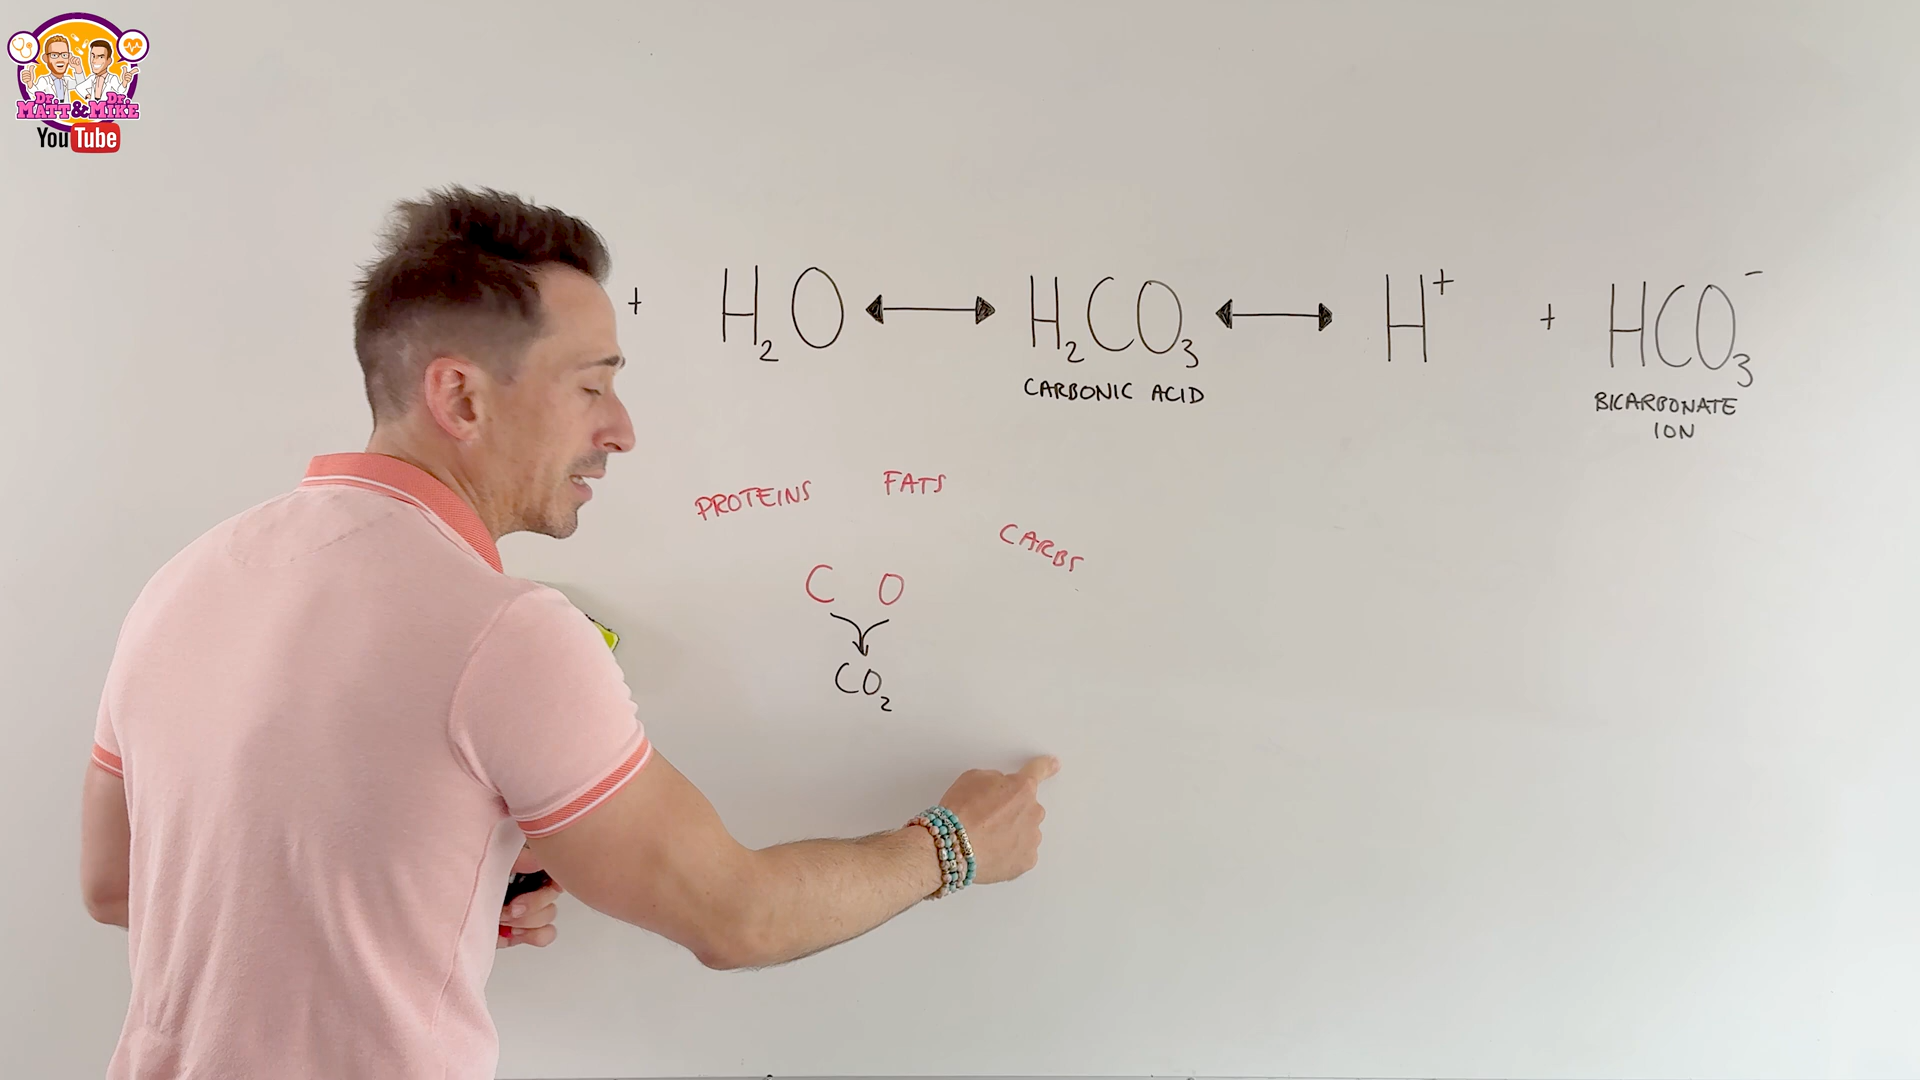 Dr. Dr.
MATT & MIKE
YouTube
+ H₂O ⟷ H₂CO₃ ⟷ H⁺ + HCO₃⁻
CARBONIC ACID
BICARBONATE
ION
PROTEINS FATS
CARBS
C O
CO₂